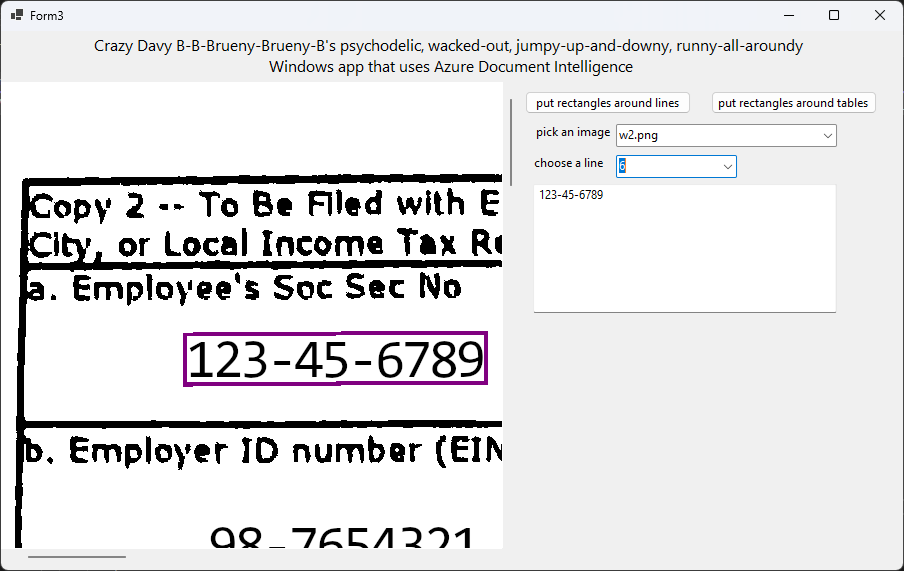 Form3
Crazy Davy B-B-Brueny-Brueny-B's psychodelic, wacked-out, jumpy-up-and-downy, runny-all-aroundy
Windows app that uses Azure Document Intelligence
put rectangles around lines
put rectangles around tables
pick an image
w2.png
choose a line
6
123-45-6789
Copy 2 -- To Be Filed with E
City, or Local Income Tax Re
a. Employee's Soc Sec No
123-45-6789
b. Employer ID number (EIN
98-7654321